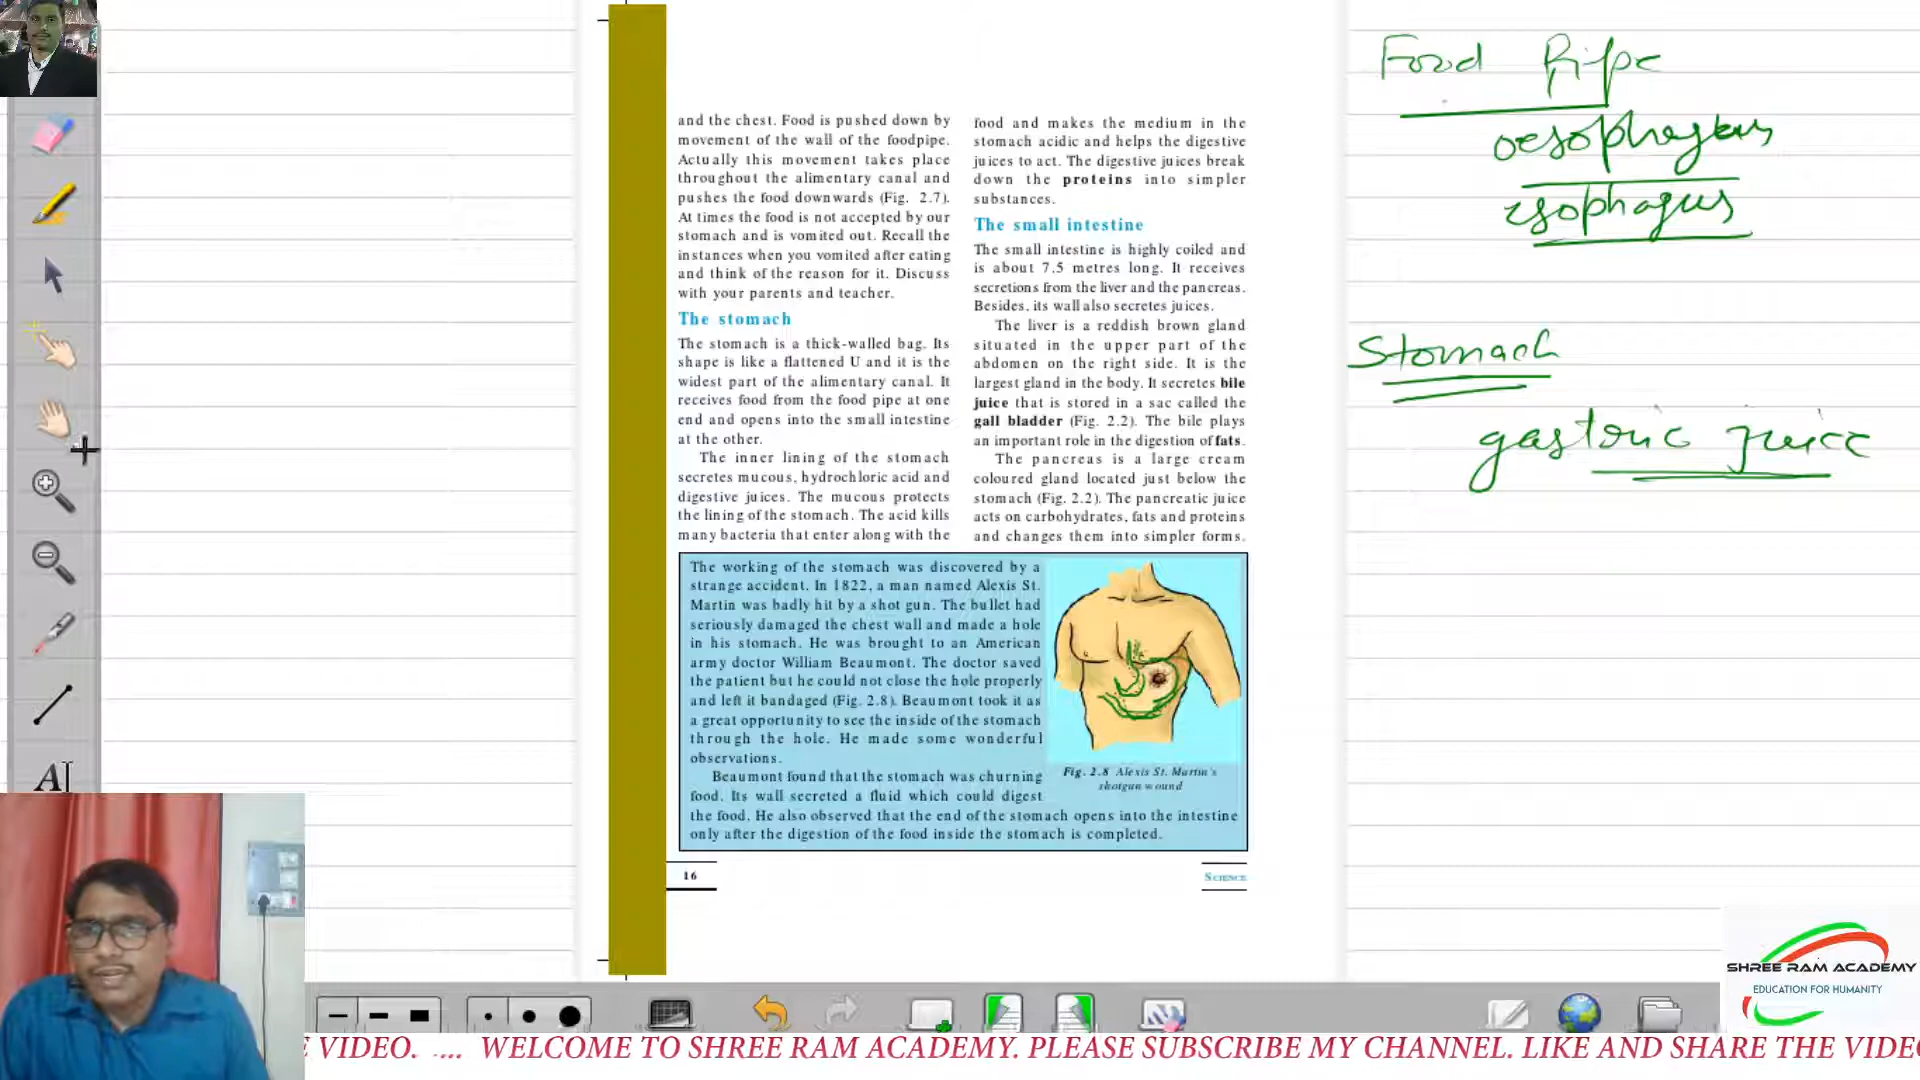 and the chest. Food is pushed down by
movement of the wall of the foodpipe.
Actually this movement takes place
throughout the alimentary canal and
pushes the food downwards (Fig. 2.7).
At times the food is not accepted by our
stomach and is vomited out. Recall the
instances when you vomited after eating
and think of the reason for it. Discuss
with your parents and teacher.
The stomach
The stomach is a thick-walled bag. Its
shape is like a flattened U and it is the
widest part of the alimentary canal. It
receives food from the food pipe at one
end and opens into the small intestine
at the other.
The inner lining of the stomach
secretes mucous, hydrochloric acid and
digestive juices. The mucous protects
the lining of the stomach. The acid kills
many bacteria that enter along with the
food and makes the medium in the
stomach acidic and helps the digestive
juices to act. The digestive juices break
down the proteins into simpler
substances.
The small intestine
The small intestine is highly coiled and
is about 7.5 metres long. It receives
secretions from the liver and the pancreas.
Besides, its wall also secretes juices.
The liver is a reddish brown gland
situated in the upper part of the
abdomen on the right side. It is the
largest gland in the body. It secretes bile
juice that is stored in a sac called the
gall bladder (Fig. 2.2). The bile plays
an important role in the digestion of fats.
The pancreas is a large cream
coloured gland located just below the
stomach (Fig. 2.2). The pancreatic juice
acts on carbohydrates, fats and proteins
and changes them into simpler forms.
The working of the stomach was discovered by a
strange accident. In 1822, a man named Alexis St.
Martin was badly hit by a shot gun. The bullet had
seriously damaged the chest wall and made a hole
in his stomach. He was brought to an American
army doctor William Beaumont. The doctor saved
the patient but he could not close the hole properly
and left it bandaged (Fig. 2.8). Beaumont took it as
a great opportunity to see the inside of the stomach
through the hole. He made some wonderful
observations.
Beaumont found that the stomach was churning
food. Its wall secreted a fluid which could digest
the food. He also observed that the end of the stomach opens into the intestine
only after the digestion of the food inside the stomach is completed.
Fig. 2.8 Alexis St. Martin's
shotgun wound
16
SCIENCE
Food Pipe
oesophageus
esophagus
Stomach
gastric juice
A
SHREE RAM ACADEMY
EDUCATION FOR HUMANITY
E VIDEO. .... WELCOME TO SHREE RAM ACADEMY. PLEASE SUBSCRIBE MY CHANNEL. LIKE AND SHARE THE VIDEO